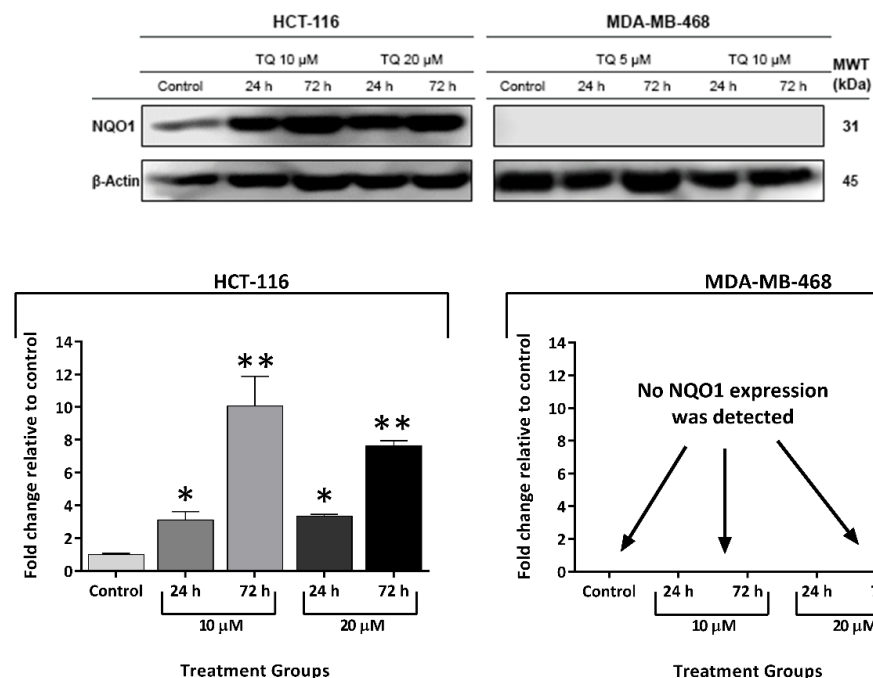 HCT-116 MDA-MB-468
TQ 10 µM TQ 20 µM TQ 5 µM TQ 10 µM MWT
Control 24 h 72 h 24 h 72 h Control 24 h 72 h 24 h 72 h (kDa)
NQO1 31
β-Actin 45
HCT-116
Fold change relative to control
14
12
10
8
6
4
2
0
* ** * **
Control 24 h 72 h 24 h 72 h
10 µM 20 µM
Treatment Groups
MDA-MB-468
Fold change relative to control
14
12
10
8
6
4
2
0
No NQO1 expression
was detected
Control 24 h 72 h 24 h
10 µM 20 µM
Treatment Groups